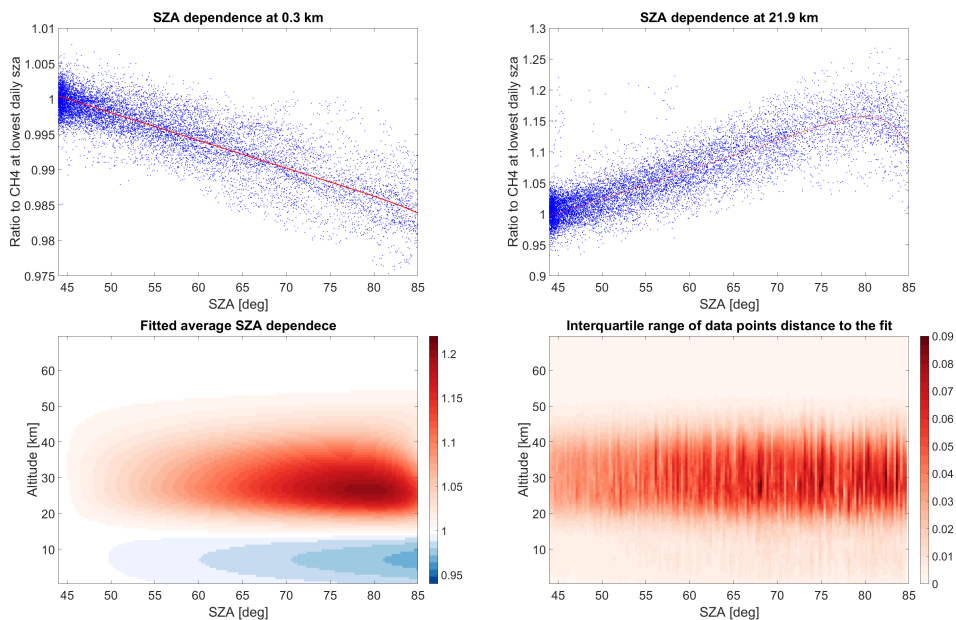 SZA dependence at 0.3 km
1.01
1.005
1
0.995
0.99
0.985
0.98
0.975
Ratio to CH4 at lowest daily sza
45 50 55 60 65 70 75 80 85
SZA [deg]
SZA dependence at 21.9 km
1.3
1.25
1.2
1.15
1.1
1.05
1
0.95
0.9
Ratio to CH4 at lowest daily sza
45 50 55 60 65 70 75 80 85
SZA [deg]
Fitted average SZA dependece
60
50
40
30
20
10
Altitude [km]
45 50 55 60 65 70 75 80 85
SZA [deg]
1.2
1.15
1.1
1.05
1
0.95
Interquartile range of data points distance to the fit
60
50
40
30
20
10
Altitude [km]
45 50 55 60 65 70 75 80 85
SZA [deg]
0.09
0.08
0.07
0.06
0.05
0.04
0.03
0.02
0.01
0